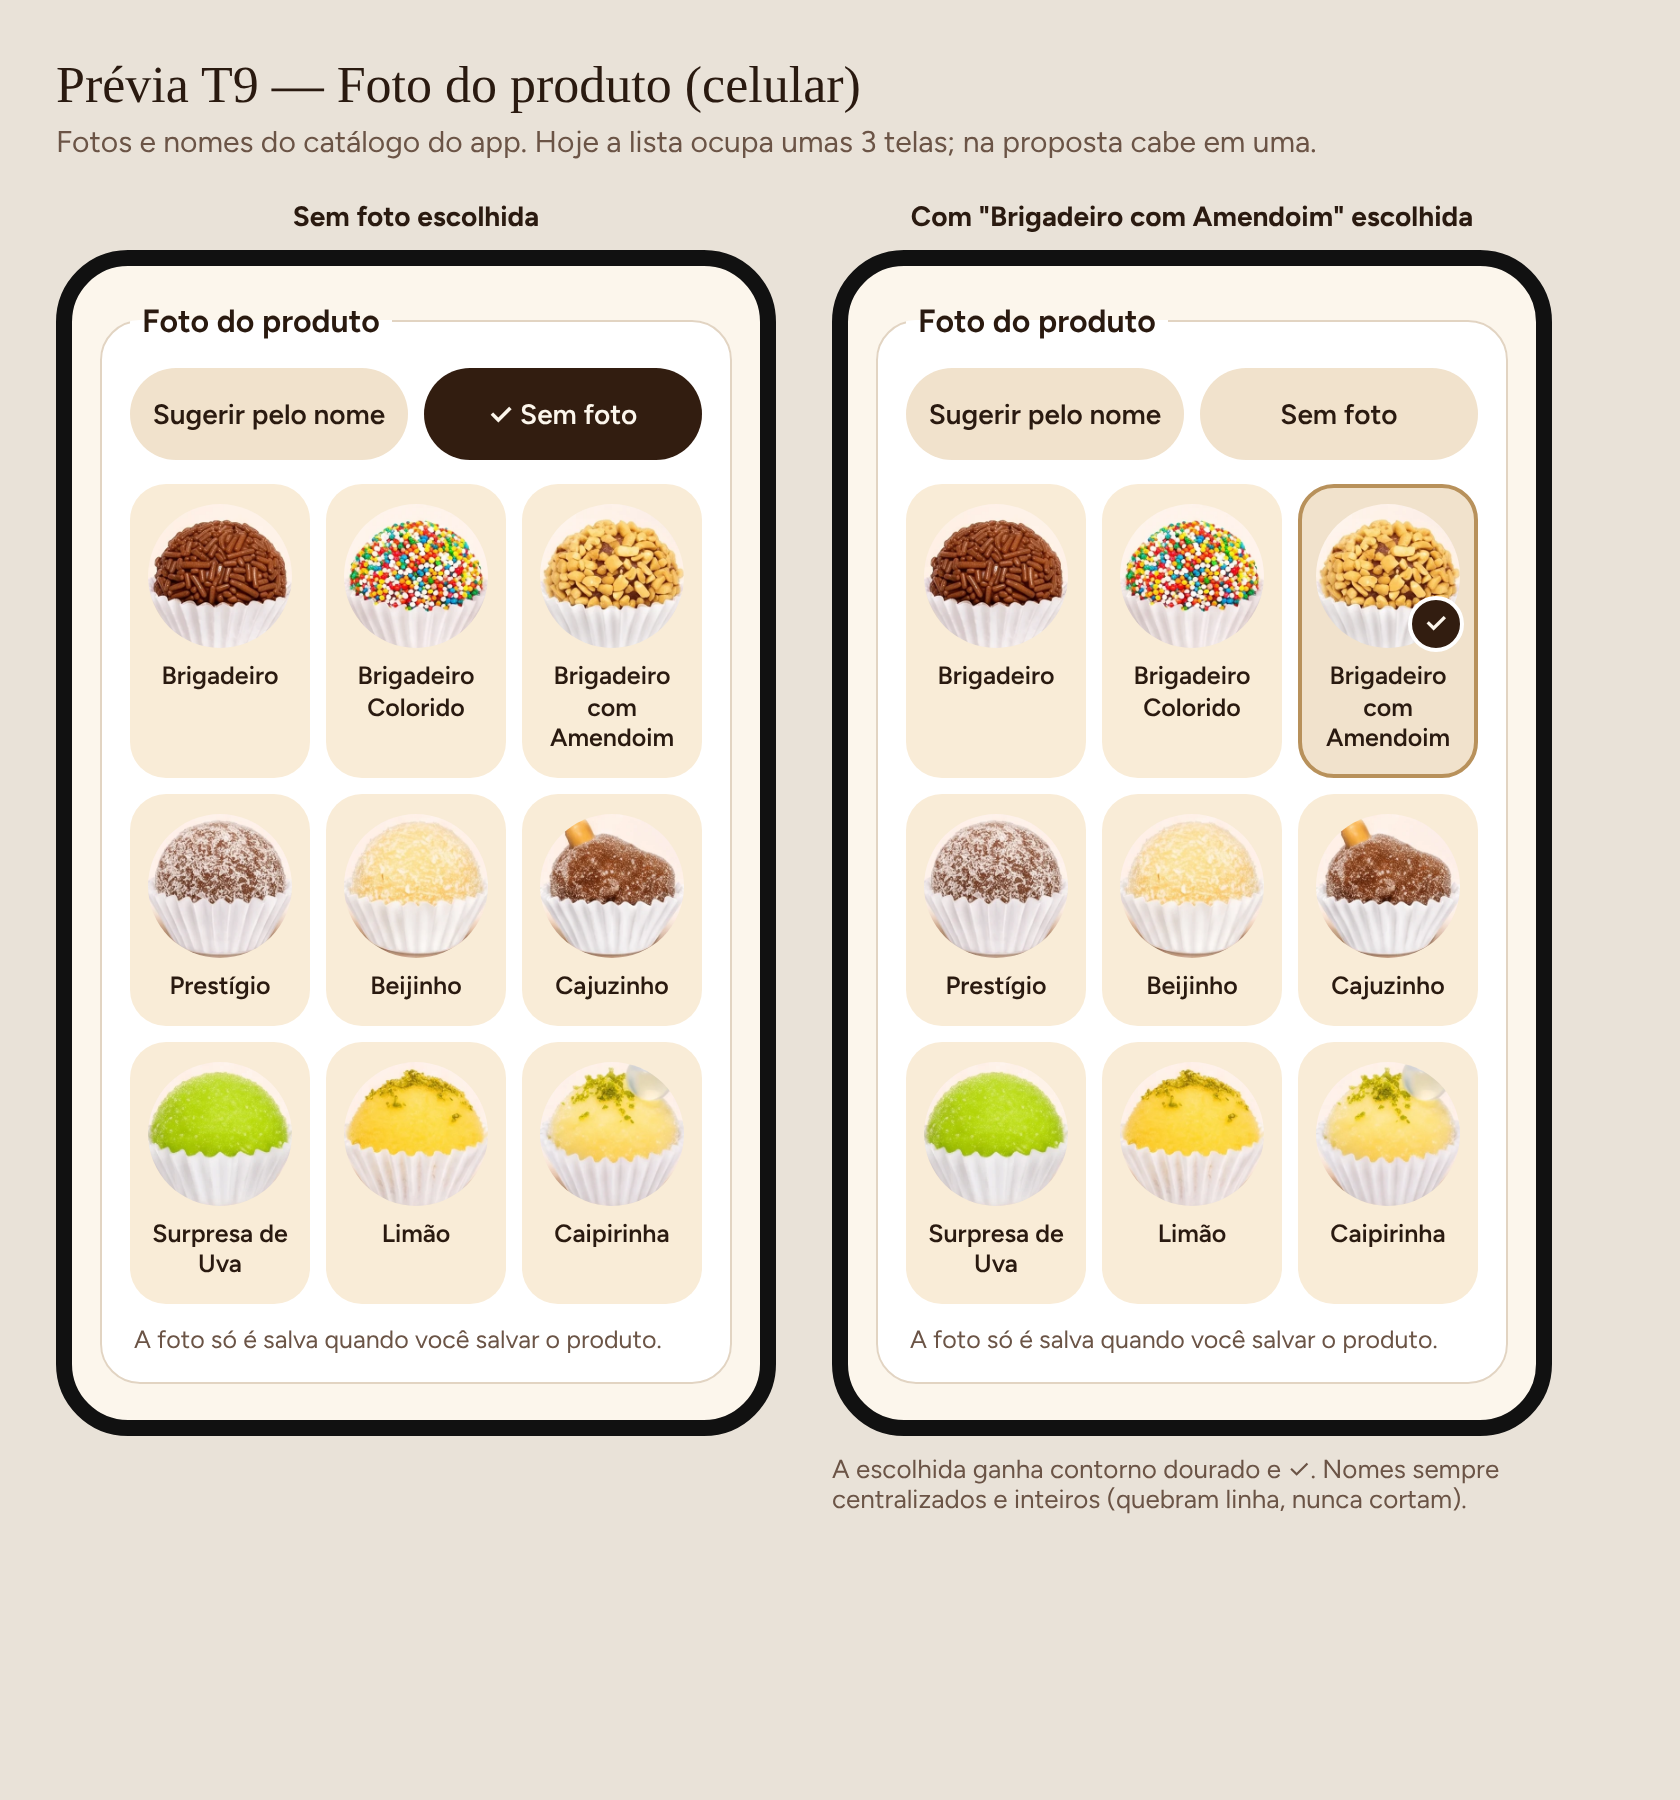 Prévia T9 — Foto do produto (celular)
Fotos e nomes do catálogo do app. Hoje a lista ocupa umas 3 telas; na proposta cabe em uma.
Sem foto escolhida
Foto do produto
Sugerir pelo nome
✓ Sem foto
Brigadeiro
Brigadeiro
Colorido
Brigadeiro
com
Amendoim
Prestígio
Beijinho
Cajuzinho
Surpresa de
Uva
Limão
Caipirinha
A foto só é salva quando você salvar o produto.
Com "Brigadeiro com Amendoim" escolhida
Foto do produto
Sugerir pelo nome
Sem foto
Brigadeiro
Brigadeiro
Colorido
✓
Brigadeiro
com
Amendoim
Prestígio
Beijinho
Cajuzinho
Surpresa de
Uva
Limão
Caipirinha
A foto só é salva quando você salvar o produto.
A escolhida ganha contorno dourado e ✓. Nomes sempre
centralizados e inteiros (quebram linha, nunca cortam).